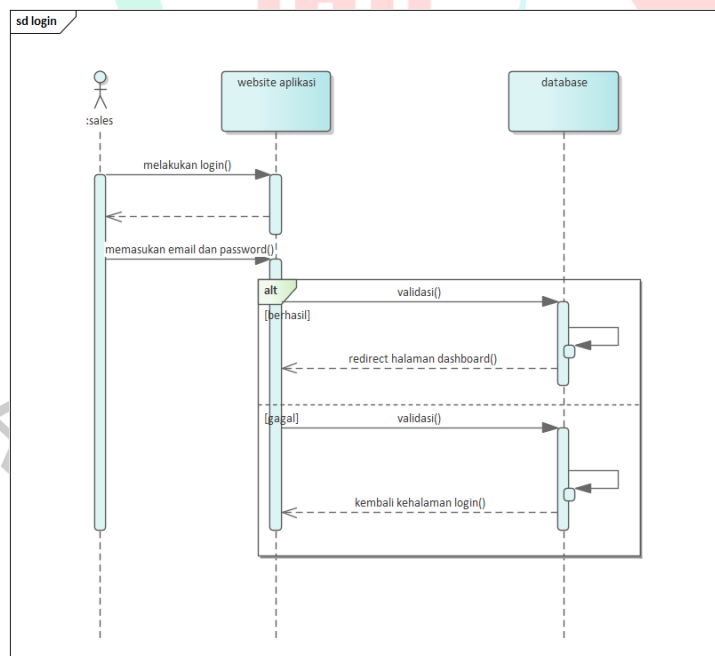 sd login
:sales
website aplikasi
database
melakukan login()
memasukan email dan password()
alt
validasi()
[berhasil]
redirect halaman dashboard()
[gagal]
validasi()
kembali kehalaman login()